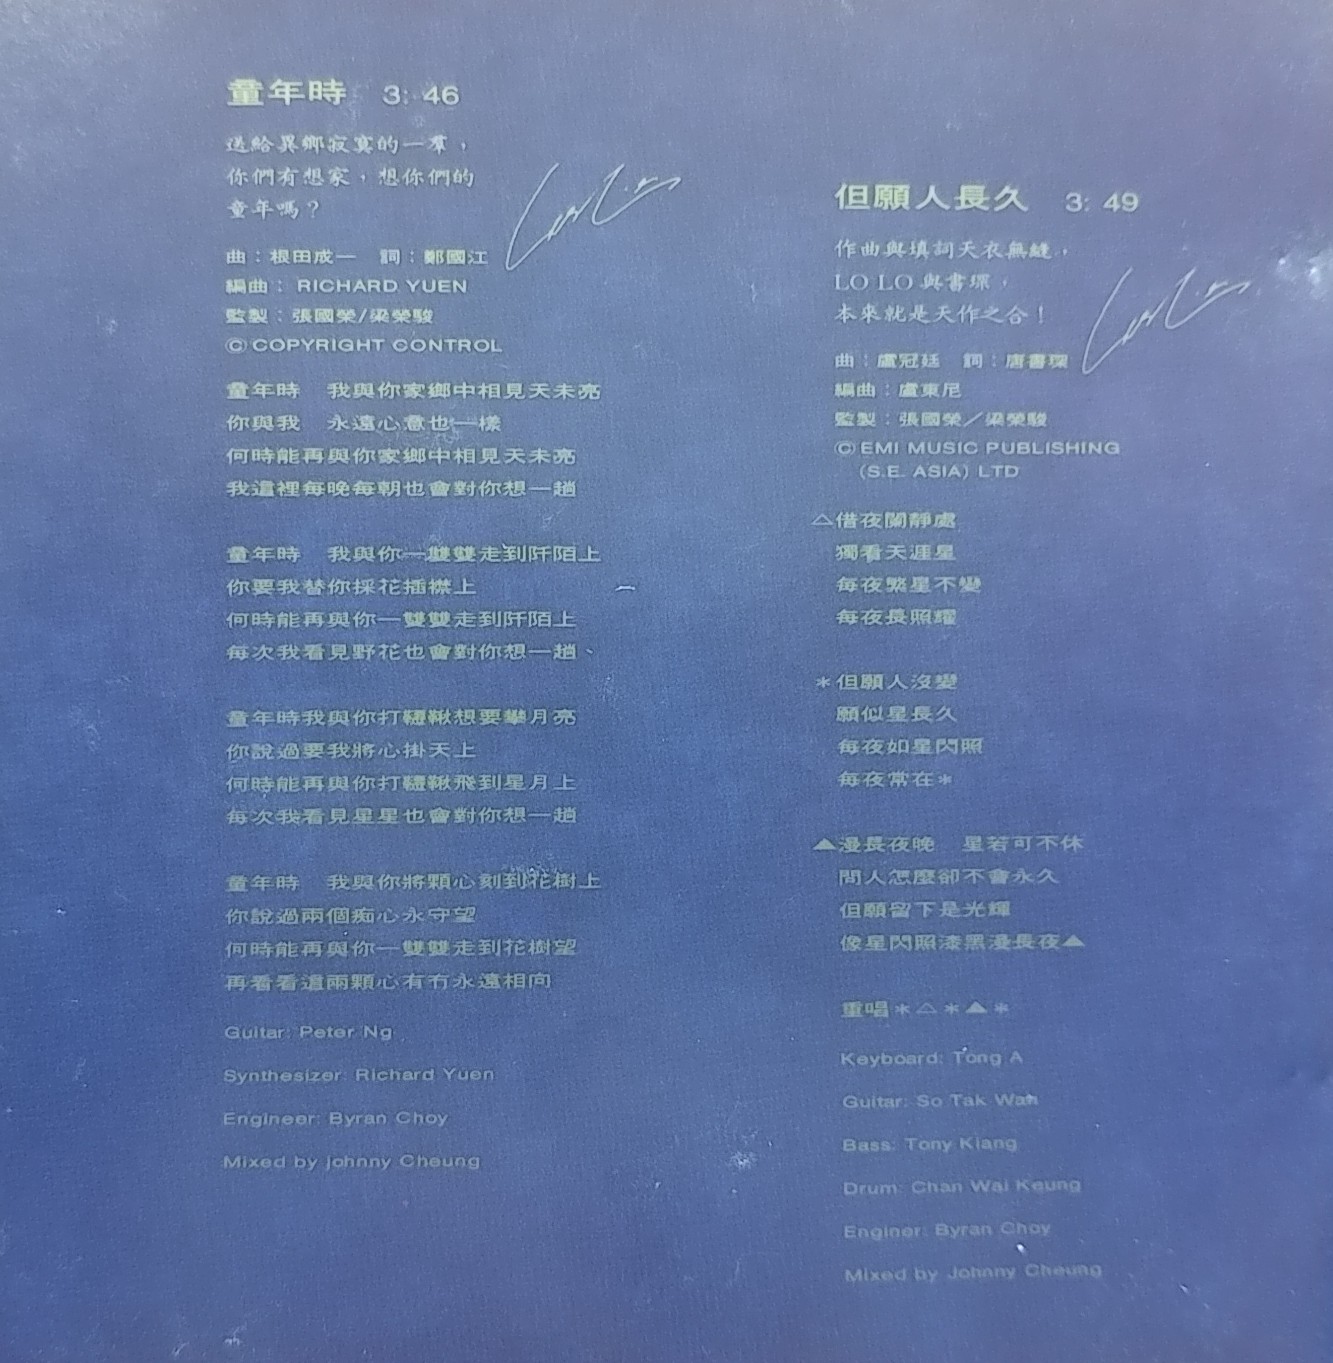 童年時 3:46
送給異鄉寂寞的一羣，
你們有想家，想你們的
童年嗎？
曲：根田成一 詞：鄭國江
編曲：RICHARD YUEN
監製：張國榮/梁榮駿
©COPYRIGHT CONTROL
童年時 我與你家鄉中相見天未亮
你與我 永遠心意也一樣
何時能再與你家鄉中相見天未亮
我這裡每晚每朝也會對你想一趟
童年時 我與你一雙雙走到阡陌上
你要我替你採花插襟上
何時能再與你一雙雙走到阡陌上
每次我看見野花也會對你想一趟、
童年時我與你打韆鞦想要攀月亮
你說過要我將心掛天上
何時能再與你打韆鞦飛到星月上
每次我看見星星也會對你想一趟
童年時 我與你將顆心刻到花樹上
你說過兩個痴心永守望
何時能再與你一雙雙走到花樹望
再看看這兩顆心有冇永遠相向
Guitar: Peter Ng
Synthesizer: Richard Yuen
Engineer: Byran Choy
Mixed by Johnny Cheung
但願人長久 3:49
作曲與填詞天衣無縫，
LO LO 與書琛，
本來就是天作之合！
曲：盧冠廷 詞：唐書琛
編曲：盧東尼
監製：張國榮／梁榮駿
©EMI MUSIC PUBLISHING
(S.E. ASIA) LTD
△借夜闌靜處
獨看天涯星
每夜繁星不變
每夜長照耀
＊但願人沒變
願似星長久
每夜如星閃照
每夜常在＊
▲漫長夜晚 星若可不休
問人怎麼卻不會永久
但願留下是光輝
像星閃照漆黑漫長夜▲
重唱＊△＊▲＊
Keyboard: Tong A
Guitar: So Tak Wah
Bass: Tony Kiang
Drum: Chan Wai Keung
Enginer: Byran Choy
Mixed by Johnny Cheung